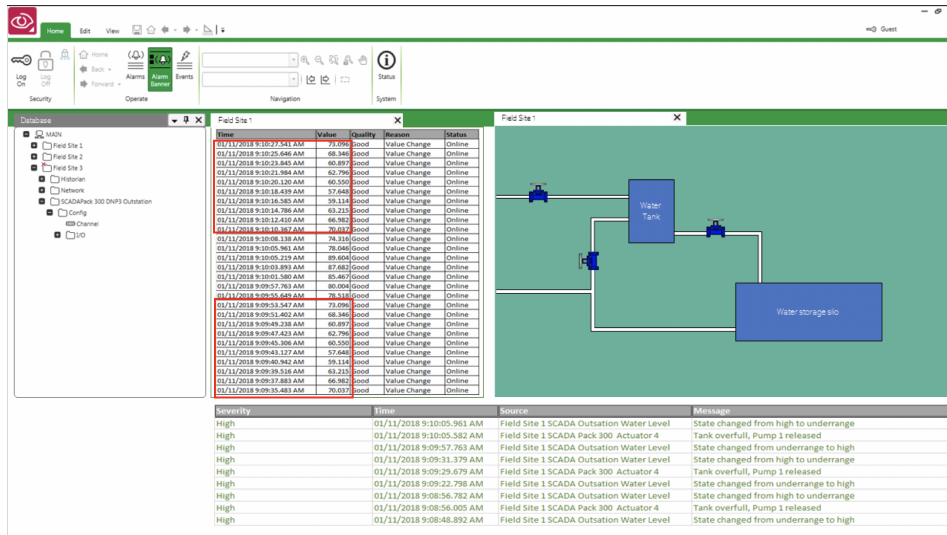 Home Edit View
Guest
Log On
Log Off
Home
Back
Forward
Alarms
Alarm Banner
Events
Status
Security
Operate
Navigation
System
Database
MAIN
Field Site 1
Field Site 2
Field Site 3
Historian
Network
SCADAPack 300 DNP3 Outstation
Config
Channel
I/O
Field Site 1
Time Value Quality Reason Status
01/11/2018 9:10:27.541 AM 73.096 Good Value Change Online
01/11/2018 9:10:25.646 AM 68.346 Good Value Change Online
01/11/2018 9:10:23.845 AM 60.897 Good Value Change Online
01/11/2018 9:10:21.984 AM 62.796 Good Value Change Online
01/11/2018 9:10:20.120 AM 60.550 Good Value Change Online
01/11/2018 9:10:18.439 AM 57.648 Good Value Change Online
01/11/2018 9:10:16.585 AM 59.114 Good Value Change Online
01/11/2018 9:10:14.786 AM 63.215 Good Value Change Online
01/11/2018 9:10:12.410 AM 66.982 Good Value Change Online
01/11/2018 9:10:10.367 AM 70.037 Good Value Change Online
01/11/2018 9:10:08.138 AM 74.316 Good Value Change Online
01/11/2018 9:10:05.961 AM 78.046 Good Value Change Online
01/11/2018 9:10:05.219 AM 89.604 Good Value Change Online
01/11/2018 9:10:03.893 AM 87.682 Good Value Change Online
01/11/2018 9:10:01.580 AM 85.467 Good Value Change Online
01/11/2018 9:09:57.763 AM 80.004 Good Value Change Online
01/11/2018 9:09:55.649 AM 78.518 Good Value Change Online
01/11/2018 9:09:53.547 AM 73.096 Good Value Change Online
01/11/2018 9:09:51.402 AM 68.346 Good Value Change Online
01/11/2018 9:09:49.238 AM 60.897 Good Value Change Online
01/11/2018 9:09:47.423 AM 62.796 Good Value Change Online
01/11/2018 9:09:45.306 AM 60.550 Good Value Change Online
01/11/2018 9:09:43.127 AM 57.648 Good Value Change Online
01/11/2018 9:09:40.942 AM 59.114 Good Value Change Online
01/11/2018 9:09:39.516 AM 63.215 Good Value Change Online
01/11/2018 9:09:37.883 AM 66.982 Good Value Change Online
01/11/2018 9:09:35.483 AM 70.037 Good Value Change Online
Field Site 1
Water
Tank
Water storage silo
Severity Time Source Message
High 01/11/2018 9:10:05.961 AM Field Site 1 SCADA Outsation Water Level State changed from high to underrange
High 01/11/2018 9:10:05.582 AM Field Site 1 SCADA Pack 300 Actuator 4 Tank overfull, Pump 1 released
High 01/11/2018 9:09:57.763 AM Field Site 1 SCADA Outsation Water Level State changed from underrange to high
High 01/11/2018 9:09:31.379 AM Field Site 1 SCADA Outsation Water Level State changed from high to underrange
High 01/11/2018 9:09:29.679 AM Field Site 1 SCADA Pack 300 Actuator 4 Tank overfull, Pump 1 released
High 01/11/2018 9:09:22.798 AM Field Site 1 SCADA Outsation Water Level State changed from underrange to high
High 01/11/2018 9:08:56.782 AM Field Site 1 SCADA Outsation Water Level State changed from high to underrange
High 01/11/2018 9:08:56.005 AM Field Site 1 SCADA Pack 300 Actuator 4 Tank overfull, Pump 1 released
High 01/11/2018 9:08:48.892 AM Field Site 1 SCADA Outsation Water Level State changed from underrange to high